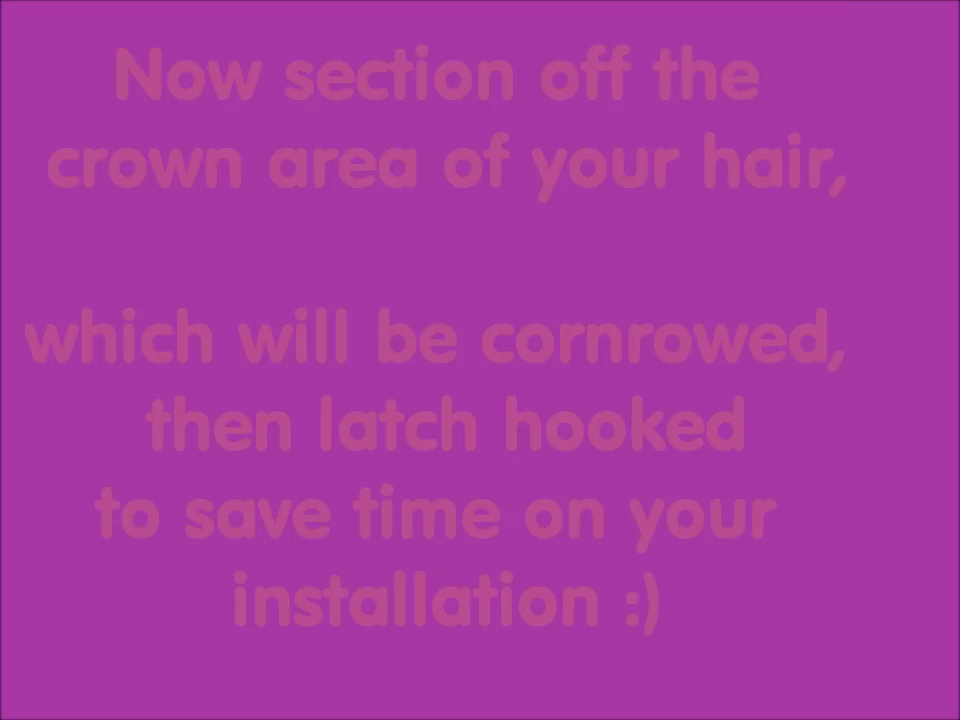 Now section off the
crown area of your hair,
which will be cornrowed,
then latch hooked
to save time on your
installation :)